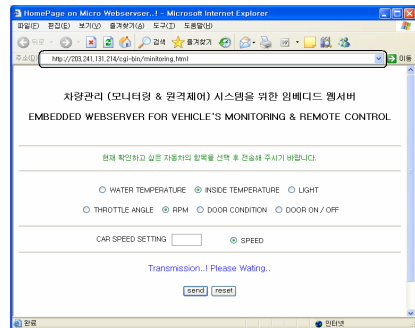 HomePage on Micro Webserver..! - Microsoft Internet Explorer
파일(F) 편집(E) 보기(V) 즐겨찾기(A) 도구(T) 도움말(H)
뒤로 검색 즐겨찾기
주소(D) http://203,241,131,214/cgi-bin/minitoring.html 이동
차량관리 (모니터링 & 원격제어) 시스템을 위한 임베디드 웹서버
EMBEDDED WEBSERVER FOR VEHICLE'S MONITORING & REMOTE CONTROL
현재 확인하고 싶은 자동차의 항목을 선택 후 전송해 주시기 바랍니다.
WATER TEMPERATURE INSIDE TEMPERATURE LIGHT
THROTTLE ANGLE RPM DOOR CONDITION DOOR ON / OFF
CAR SPEED SETTING SPEED
Transmission..! Please Wating..
send reset
완료 인터넷